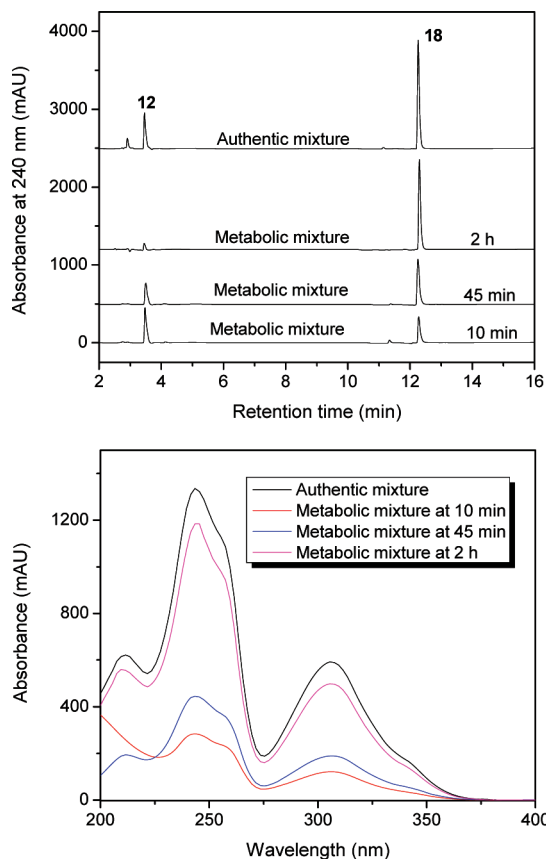 18
12
Authentic mixture
Metabolic mixture 2 h
Metabolic mixture 45 min
Metabolic mixture 10 min
Absorbance at 240 nm (mAU)
4000
3000
2000
1000
0
2 4 6 8 10 12 14 16
Retention time (min)
Authentic mixture
Metabolic mixture at 10 min
Metabolic mixture at 45 min
Metabolic mixture at 2 h
Absorbance (mAU)
1200
800
400
0
200 250 300 350 400
Wavelength (nm)